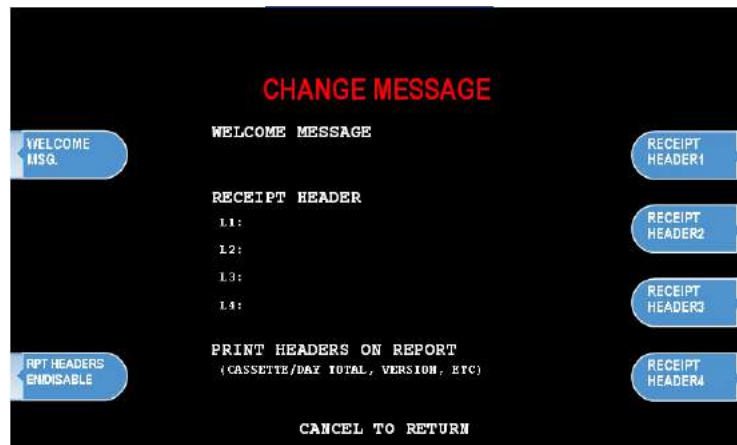 CHANGE MESSAGE
WELCOME MSG.
WELCOME MESSAGE
RECEIPT HEADER1
RECEIPT HEADER
L1:
RECEIPT HEADER2
L2:
L3:
RECEIPT HEADER3
L4:
PRINT HEADERS ON REPORT
(CASSETTE/DAY TOTAL, VERSION, ETC)
RPT HEADERS
EN/DISABLE
RECEIPT HEADER4
CANCEL TO RETURN